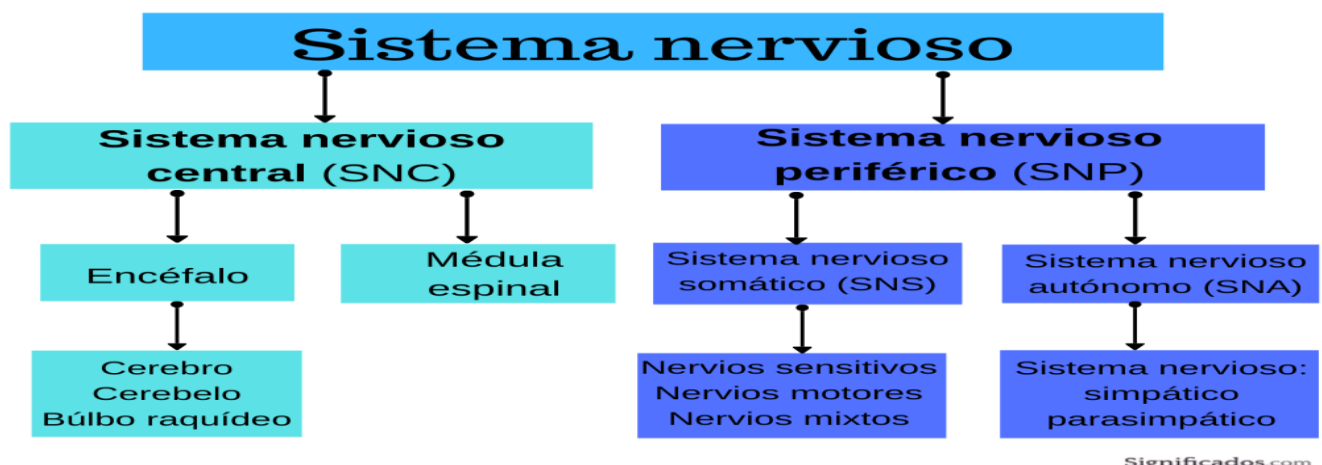 Sistema nervioso
Sistema nervioso
central (SNC)
Sistema nervioso
periférico (SNP)
Encéfalo
Médula
espinal
Sistema nervioso
somático (SNS)
Sistema nervioso
autónomo (SNA)
Cerebro
Cerebelo
Búlbo raquídeo
Nervios sensitivos
Nervios motores
Nervios mixtos
Sistema nervioso:
simpático
parasimpático
Significados.com